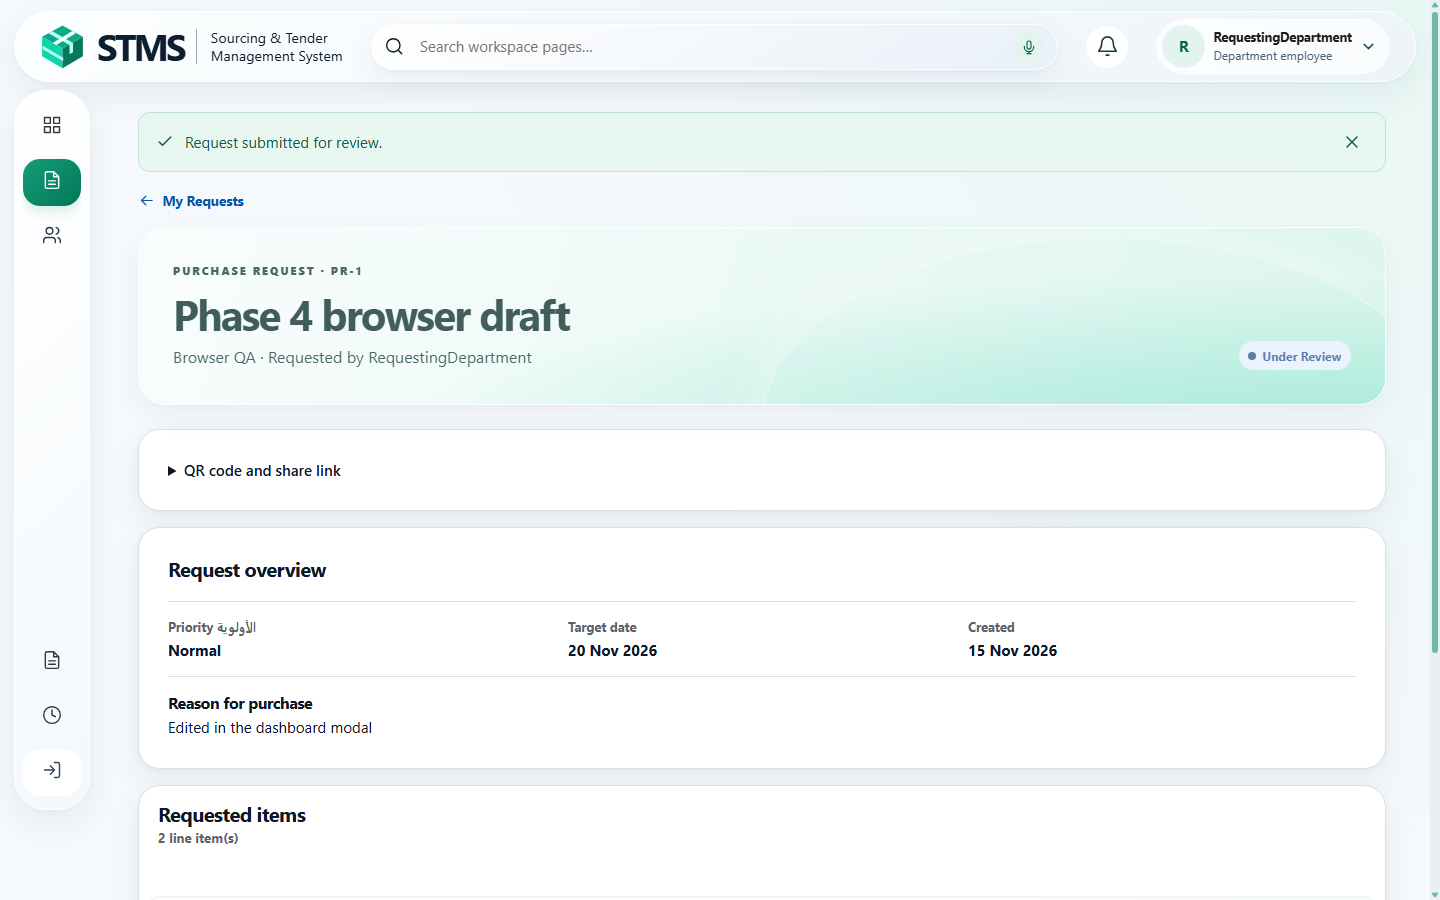 STMS
Sourcing & Tender
Management System
Search workspace pages...
R
RequestingDepartment
Department employee
Request submitted for review.
My Requests
PURCHASE REQUEST · PR-1
Phase 4 browser draft
Browser QA · Requested by RequestingDepartment
Under Review
QR code and share link
Request overview
Priority الأولوية
Normal
Target date
20 Nov 2026
Created
15 Nov 2026
Reason for purchase
Edited in the dashboard modal
Requested items
2 line item(s)